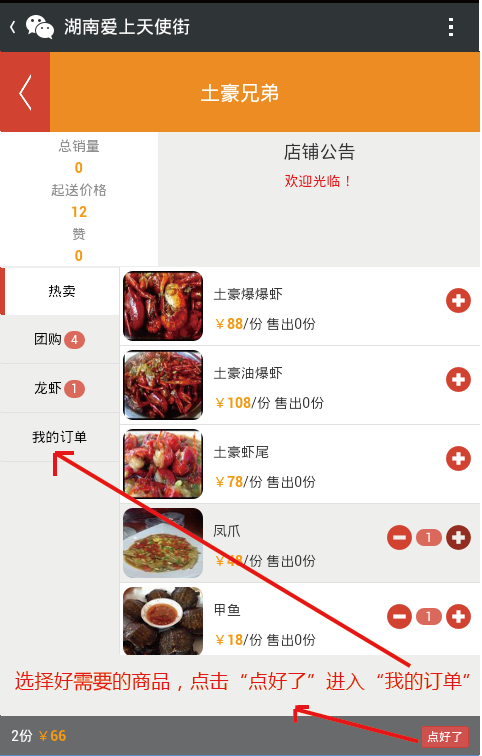 湖南爱上天使街
土豪兄弟
总销量
0
起送价格
12
赞
0
店铺公告
欢迎光临！
热卖
团购 4
龙虾 1
我的订单
土豪爆爆虾
￥88/份 售出0份
土豪油爆虾
￥108/份 售出0份
土豪虾尾
￥78/份 售出0份
凤爪
1
￥48/份 售出0份
甲鱼
1
￥18/份 售出0份
选择好需要的商品，点击“点好了”进入“我的订单”
2份 ￥66
点好了